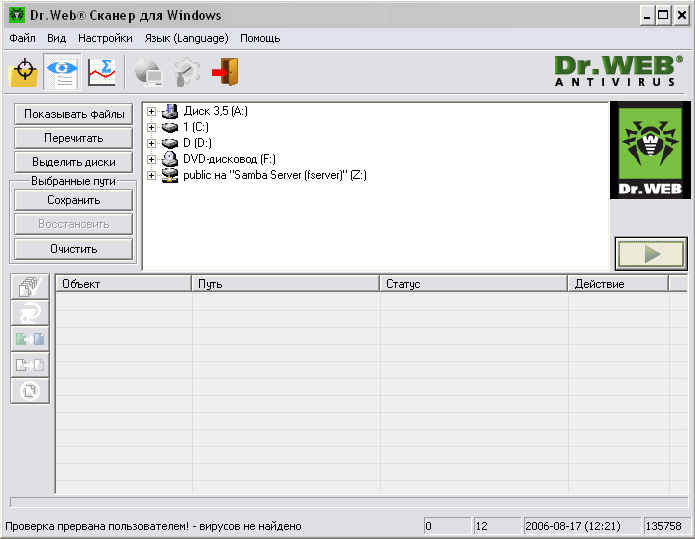 Dr.Web® Сканер для Windows
Файл Вид Настройки Язык (Language) Помощь
Dr.WEB®
ANTIVIRUS
Показывать файлы
Перечитать
Выделить диски
Выбранные пути
Сохранить
Восстановить
Очистить
Диск 3,5 (A:)
1 (C:)
D (D:)
DVD-дисковод (F:)
public на "Samba Server (fserver)" (Z:)
Dr.WEB
Объект Путь Статус Действие
Проверка прервана пользователем! - вирусов не найдено 0 12 2006-08-17 (12:21) 135758